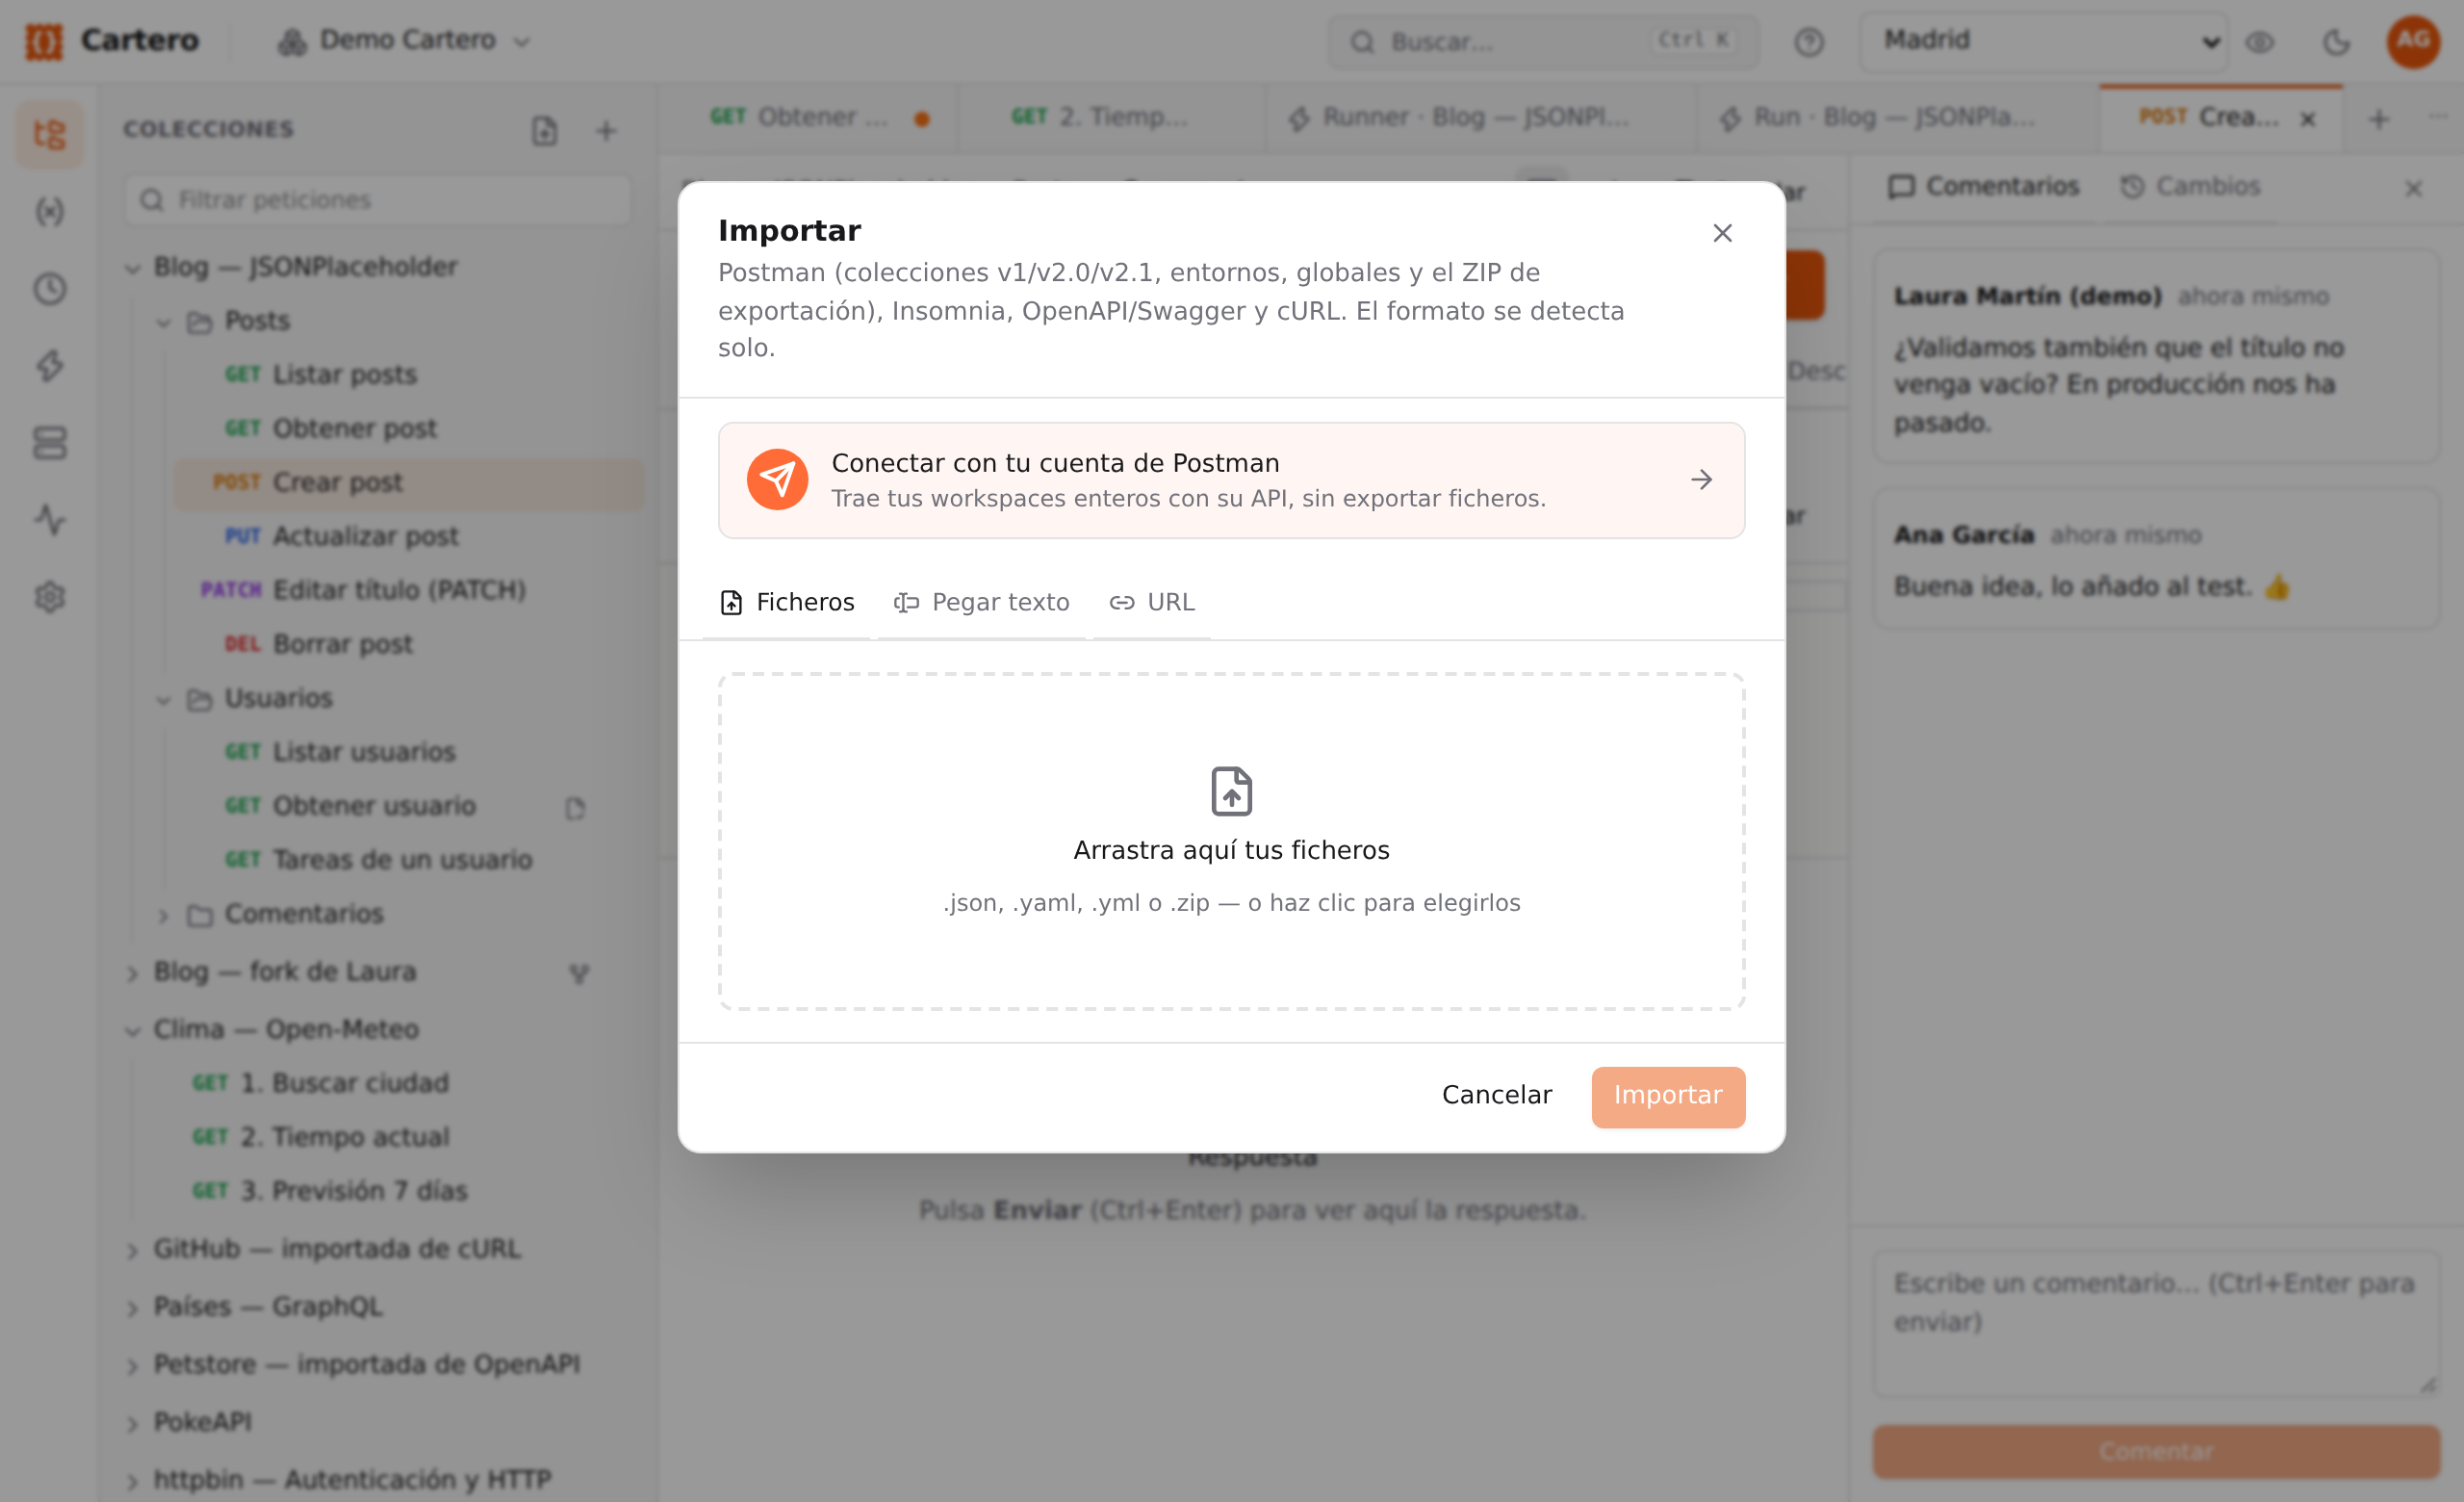 Cartero
Demo Cartero
Buscar...
Ctrl K
Madrid
AG
COLECCIONES
Filtrar peticiones
Blog — JSONPlaceholder
Posts
GET Listar posts
GET Obtener post
POST Crear post
PUT Actualizar post
PATCH Editar título (PATCH)
DEL Borrar post
Usuarios
GET Listar usuarios
GET Obtener usuario
GET Tareas de un usuario
Comentarios
Blog — fork de Laura
Clima — Open-Meteo
GET 1. Buscar ciudad
GET 2. Tiempo actual
GET 3. Previsión 7 días
GitHub — importada de cURL
Países — GraphQL
Petstore — importada de OpenAPI
PokeAPI
httpbin — Autenticación y HTTP
GET Obtener ...
GET 2. Tiemp...
Runner · Blog — JSONPl...
Run · Blog — JSONPla...
POST Crea...
Importar
Postman (colecciones v1/v2.0/v2.1, entornos, globales y el ZIP de
exportación), Insomnia, OpenAPI/Swagger y cURL. El formato se detecta
solo.
Conectar con tu cuenta de Postman
Trae tus workspaces enteros con su API, sin exportar ficheros.
Ficheros
Pegar texto
URL
Arrastra aquí tus ficheros
.json, .yaml, .yml o .zip — o haz clic para elegirlos
Cancelar
Importar
Desc
Respuesta
Pulsa Enviar (Ctrl+Enter) para ver aquí la respuesta.
Comentarios
Cambios
Laura Martín (demo) ahora mismo
¿Validamos también que el título no
venga vacío? En producción nos ha
pasado.
Ana García ahora mismo
Buena idea, lo añado al test. 👍
Escribe un comentario... (Ctrl+Enter para
enviar)
Comentar